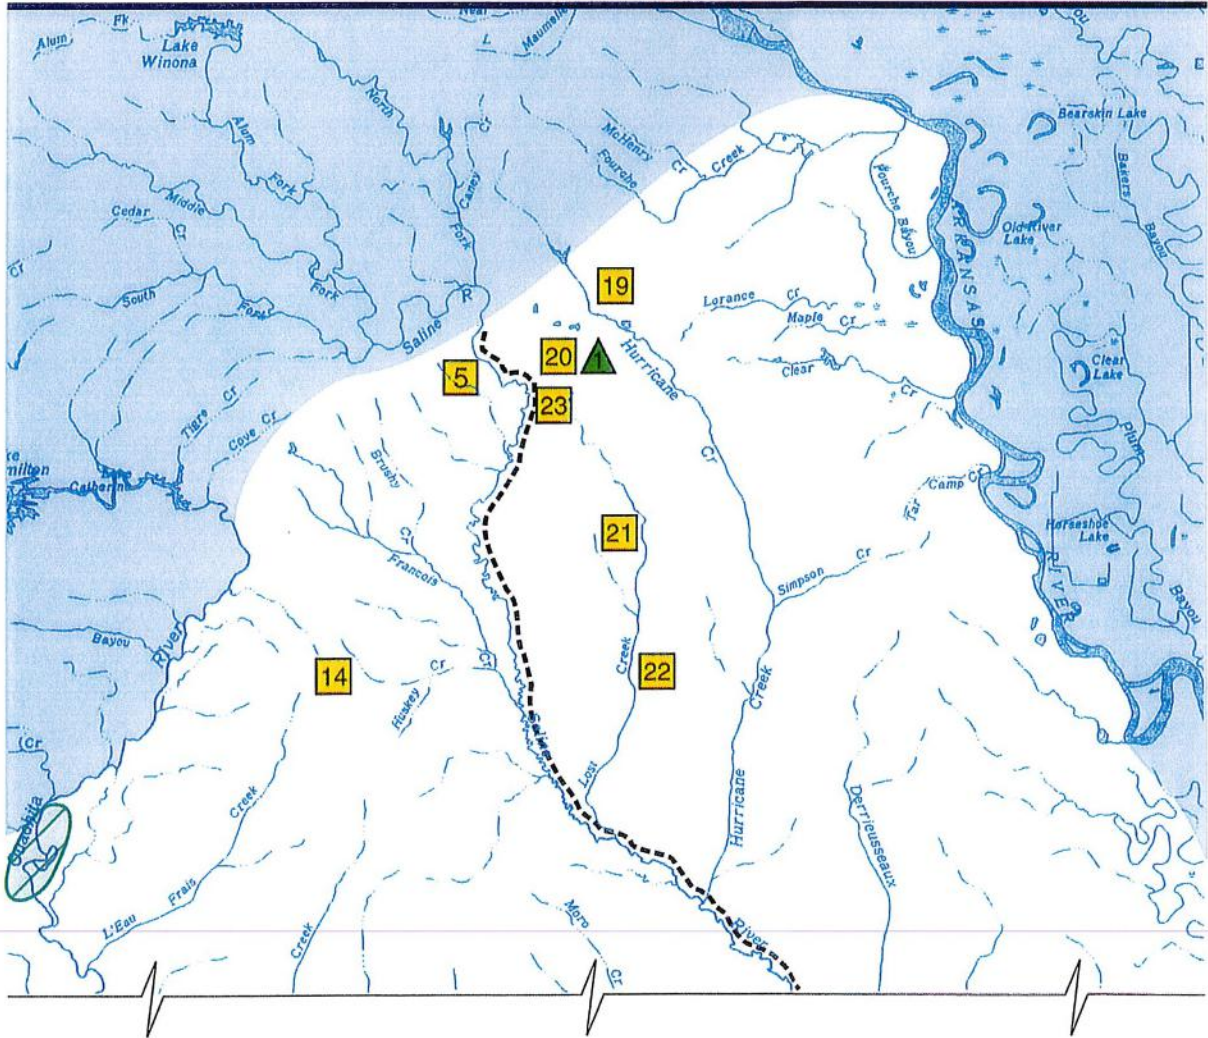 Alum
Fk
Lake
Winona
Near
Maumelle
L
North
Alum
Fork
Cr
Caney
Fork
McHenry
Fourche
Cr
Creek
Fourche Bayou
Bearskin Lake
Bakers
Bayou
Old River
Lake
ARKANSAS
Middle
Cedar
Cr
Fork
South
Fork
Cr
R
Saline
19
20
1
5
23
Hurricane
Cr
Lorance
Cr
Maple
Cr
Clear
Cr
Clear
Lake
Plum
Tigre
Cr
Cove Cr
Catherine
Brushy
Cr
Francois
Cr
21
Tar
Camp Cr
Horseshoe
Lake
RIVER
Bayou
Simpson
Cr
Bayou
River
14
Huskey
Cr
22
Creek
Creek
Saline
Lost
Hurricane
Derrieusseaux
Cr
Ouachita
Creek
L'Eau
Frais
Creek
Moro
Cr
River